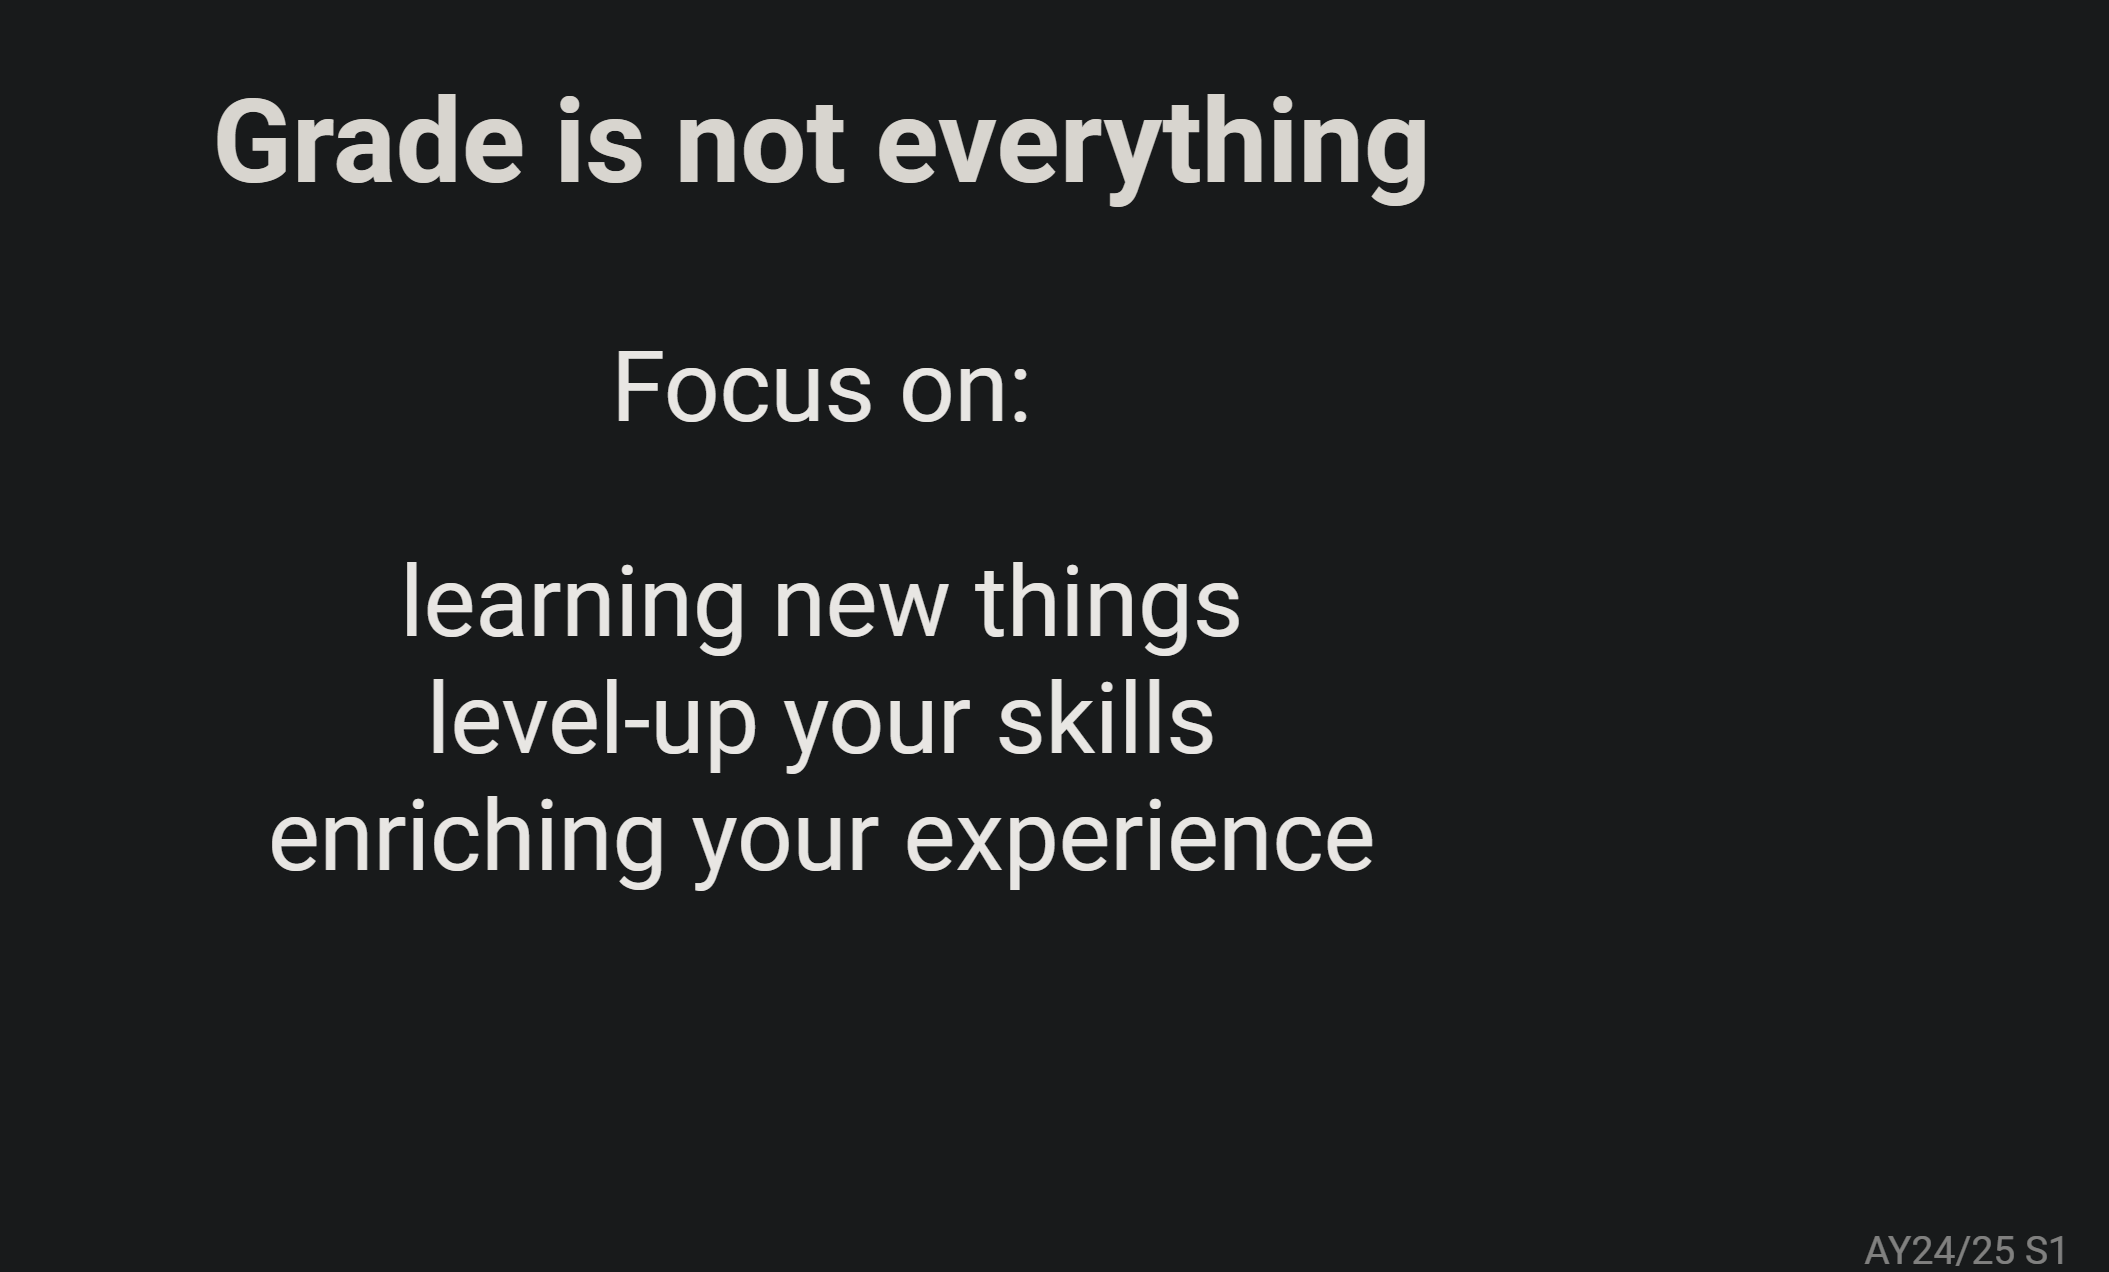 Grade is not everything
Focus on:
learning new things
level-up your skills
enriching your experience
AY24/25 S1